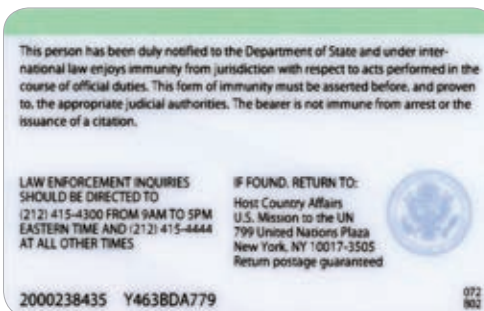 This person has been duly notified to the Department of State and under inter-
national law enjoys immunity from jurisdiction with respect to acts performed in the
course of official duties. This form of immunity must be asserted before, and proven
to, the appropriate judicial authorities. The bearer is not immune from arrest or the
issuance of a citation.
LAW ENFORCEMENT INQUIRIES
SHOULD BE DIRECTED TO
(212) 415-4300 FROM 9AM TO 5PM
EASTERN TIME AND (212) 415-4444
AT ALL OTHER TIMES
IF FOUND, RETURN TO:
Host Country Affairs
U.S. Mission to the UN
799 United Nations Plaza
New York, NY 10017-3505
Return postage guaranteed
2000238435 Y463BDA779
072
802